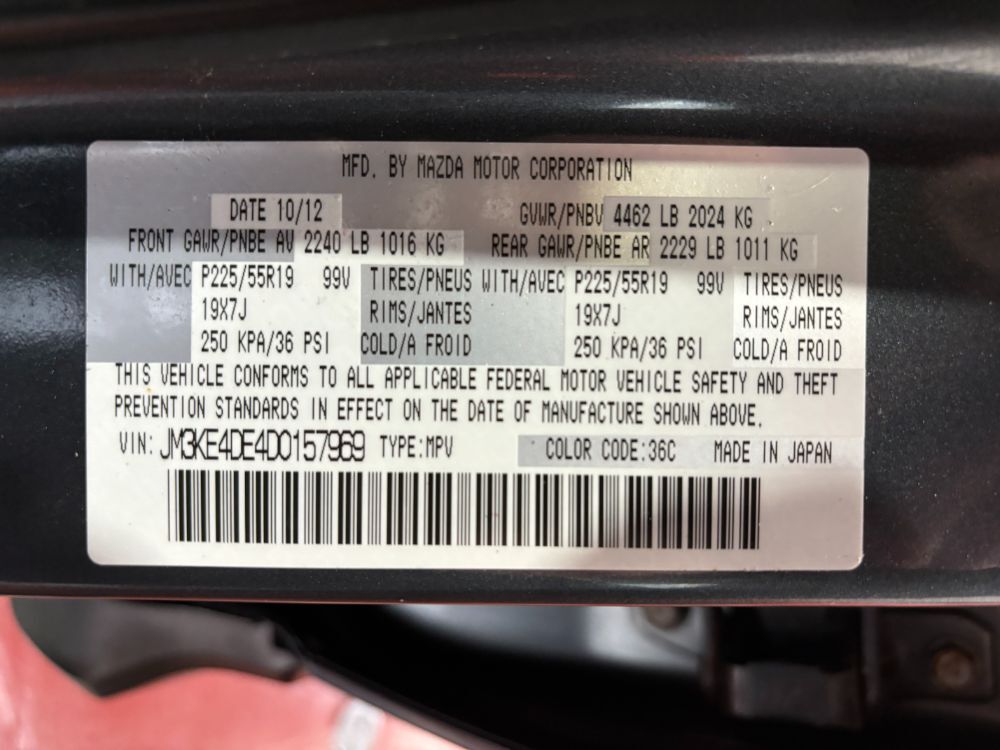 MFD. BY MAZDA MOTOR CORPORATION
DATE 10/12 GVWR/PNBV 4462 LB 2024 KG
FRONT GAWR/PNBE AV 2240 LB 1016 KG REAR GAWR/PNBE AR 2229 LB 1011 KG
WITH/AVEC P225/55R19 99V TIRES/PNEUS WITH/AVEC P225/55R19 99V TIRES/PNEUS
19X7J RIMS/JANTES 19X7J RIMS/JANTES
250 KPA/36 PSI COLD/A FROID 250 KPA/36 PSI COLD/A FROID
THIS VEHICLE CONFORMS TO ALL APPLICABLE FEDERAL MOTOR VEHICLE SAFETY AND THEFT
PREVENTION STANDARDS IN EFFECT ON THE DATE OF MANUFACTURE SHOWN ABOVE.
VIN: JM3KE4DE4D0157969 TYPE:MPV COLOR CODE:36C MADE IN JAPAN